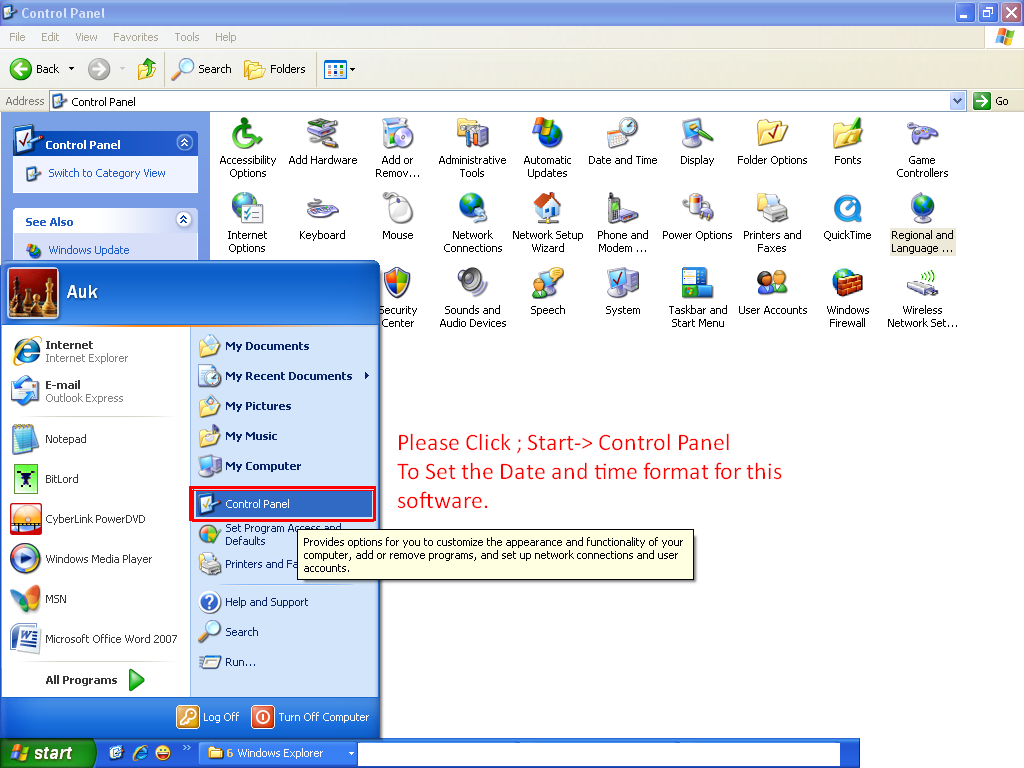 Control Panel
File Edit View Favorites Tools Help
Back Search Folders
Address Control Panel Go
Control Panel
Switch to Category View
See Also
Windows Update
Accessibility Options
Add Hardware
Add or Remov...
Administrative Tools
Automatic Updates
Date and Time
Display
Folder Options
Fonts
Game Controllers
Internet Options
Keyboard
Mouse
Network Connections
Network Setup Wizard
Phone and Modem ...
Power Options
Printers and Faxes
QuickTime
Regional and Language ...
Security Center
Sounds and Audio Devices
Speech
System
Taskbar and Start Menu
User Accounts
Windows Firewall
Wireless Network Set...
Auk
Internet
Internet Explorer
E-mail
Outlook Express
Notepad
BitLord
CyberLink PowerDVD
Windows Media Player
MSN
Microsoft Office Word 2007
All Programs
My Documents
My Recent Documents
My Pictures
My Music
My Computer
Control Panel
Set Program Access and
Defaults
Printers and Fa
Help and Support
Search
Run...
Provides options for you to customize the appearance and functionality of your
computer, add or remove programs, and set up network connections and user
accounts.
Please Click ; Start-> Control Panel
To Set the Date and time format for this
software.
Log Off Turn Off Computer
start 6 Windows Explorer